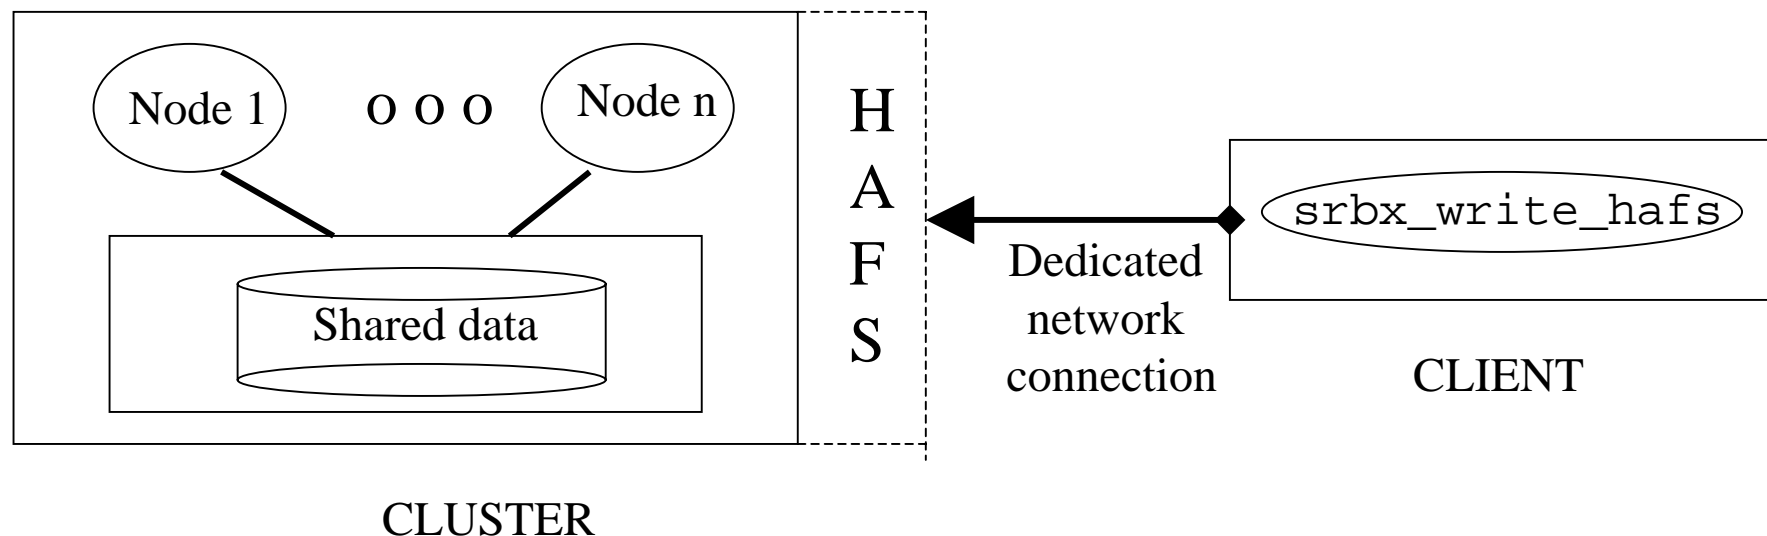 Node 1
o o o
Node n
Shared data
H
A
F
S
Dedicated
network
connection
srbx_write_hafs
CLIENT
CLUSTER